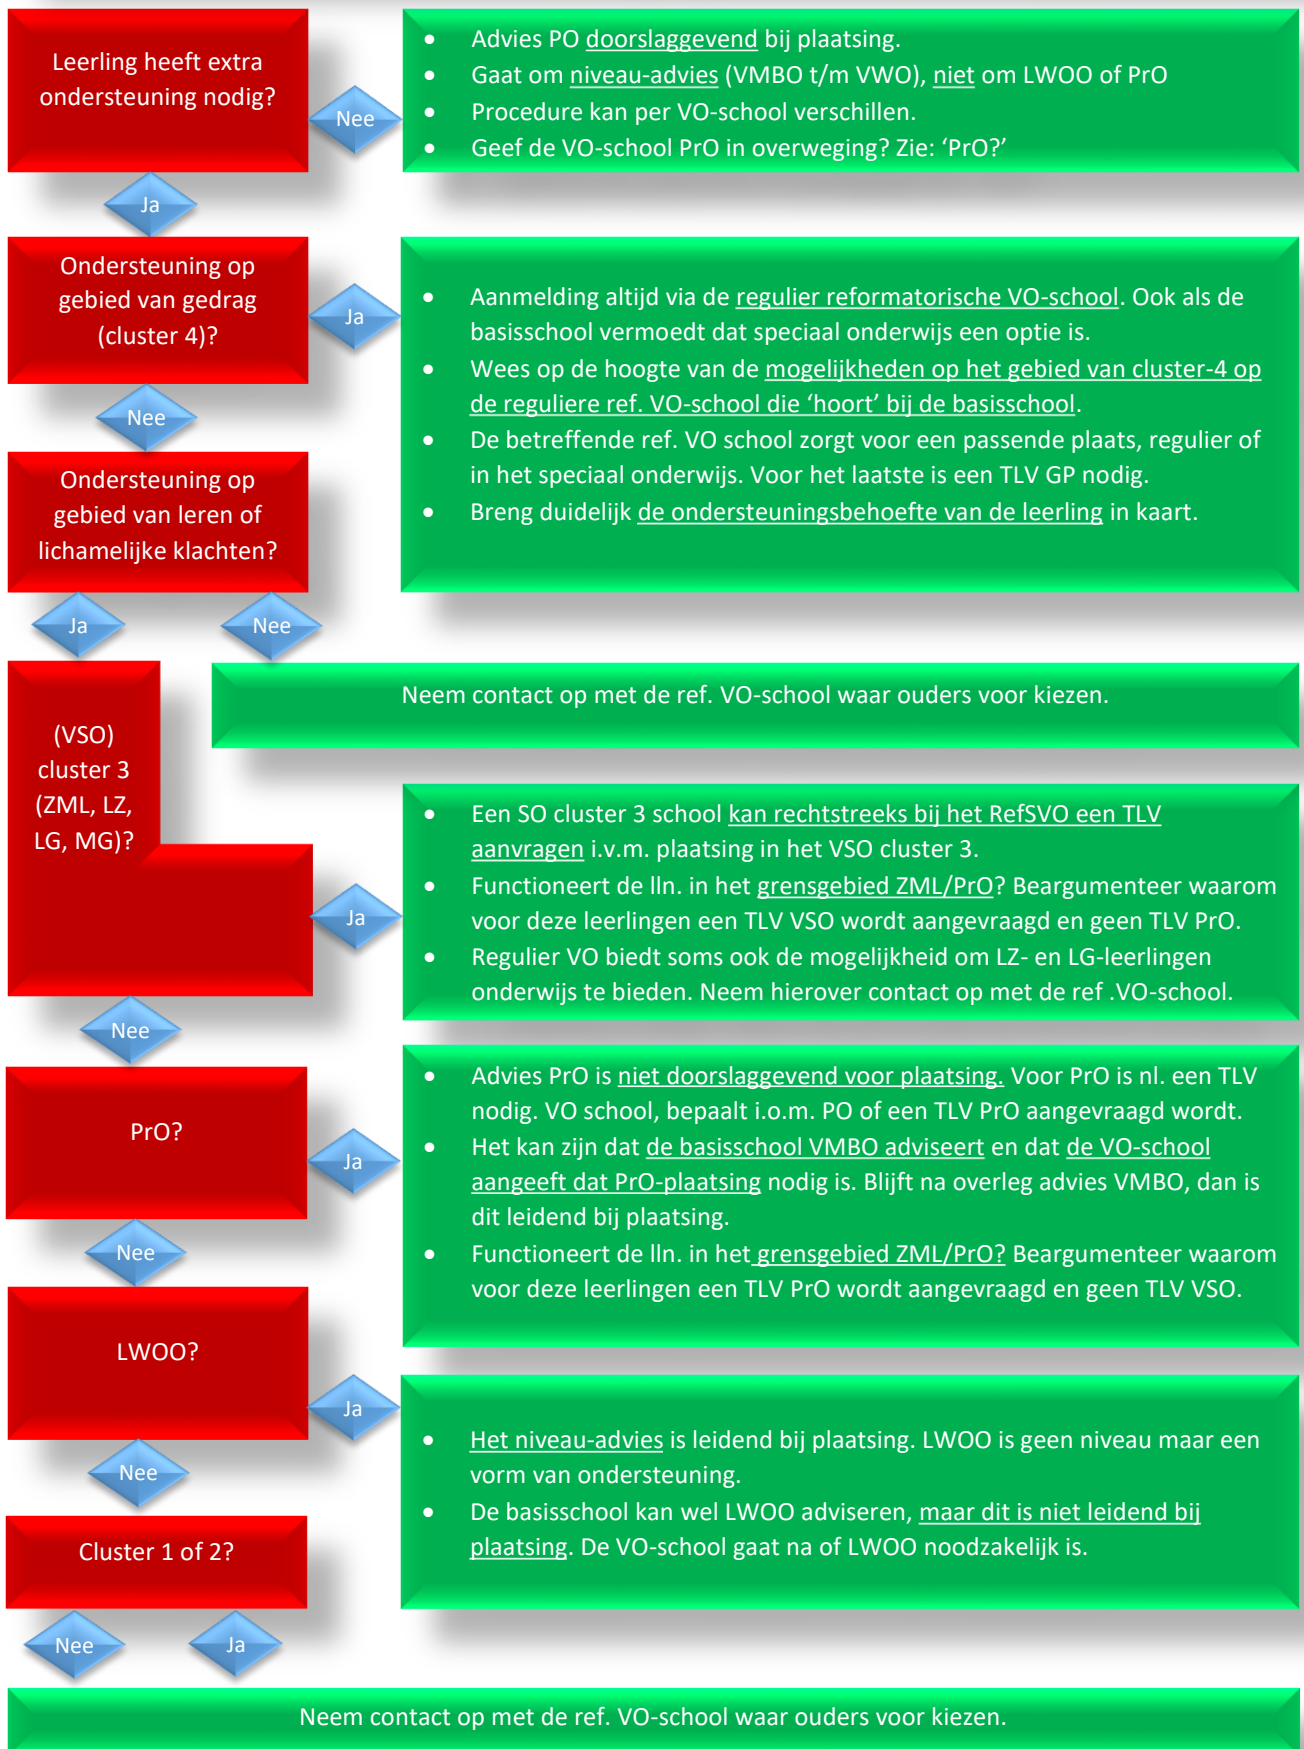 Leerling heeft extra
ondersteuning nodig?
Nee
• Advies PO doorslaggevend bij plaatsing.
• Gaat om niveau-advies (VMBO t/m VWO), niet om LWOO of PrO
• Procedure kan per VO-school verschillen.
• Geef de VO-school PrO in overweging? Zie: ‘PrO?’
Ja
Ondersteuning op
gebied van gedrag
(cluster 4)?
Ja
• Aanmelding altijd via de regulier reformatorische VO-school. Ook als de
basisschool vermoedt dat speciaal onderwijs een optie is.
• Wees op de hoogte van de mogelijkheden op het gebied van cluster-4 op
de reguliere ref. VO-school die ‘hoort’ bij de basisschool.
• De betreffende ref. VO school zorgt voor een passende plaats, regulier of
in het speciaal onderwijs. Voor het laatste is een TLV GP nodig.
• Breng duidelijk de ondersteuningsbehoefte van de leerling in kaart.
Nee
Ondersteuning op
gebied van leren of
lichamelijke klachten?
Ja
Nee
Neem contact op met de ref. VO-school waar ouders voor kiezen.
(VSO)
cluster 3
(ZML, LZ,
LG, MG)?
Ja
• Een SO cluster 3 school kan rechtstreeks bij het RefSVO een TLV
aanvragen i.v.m. plaatsing in het VSO cluster 3.
• Functioneert de lln. in het grensgebied ZML/PrO? Beargumenteer waarom
voor deze leerlingen een TLV VSO wordt aangevraagd en geen TLV PrO.
• Regulier VO biedt soms ook de mogelijkheid om LZ- en LG-leerlingen
onderwijs te bieden. Neem hierover contact op met de ref .VO-school.
Nee
PrO?
Ja
• Advies PrO is niet doorslaggevend voor plaatsing. Voor PrO is nl. een TLV
nodig. VO school, bepaalt i.o.m. PO of een TLV PrO aangevraagd wordt.
• Het kan zijn dat de basisschool VMBO adviseert en dat de VO-school
aangeeft dat PrO-plaatsing nodig is. Blijft na overleg advies VMBO, dan is
dit leidend bij plaatsing.
• Functioneert de lln. in het grensgebied ZML/PrO? Beargumenteer waarom
voor deze leerlingen een TLV PrO wordt aangevraagd en geen TLV VSO.
Nee
LWOO?
Ja
• Het niveau-advies is leidend bij plaatsing. LWOO is geen niveau maar een
vorm van ondersteuning.
• De basisschool kan wel LWOO adviseren, maar dit is niet leidend bij
plaatsing. De VO-school gaat na of LWOO noodzakelijk is.
Nee
Cluster 1 of 2?
Nee
Ja
Neem contact op met de ref. VO-school waar ouders voor kiezen.